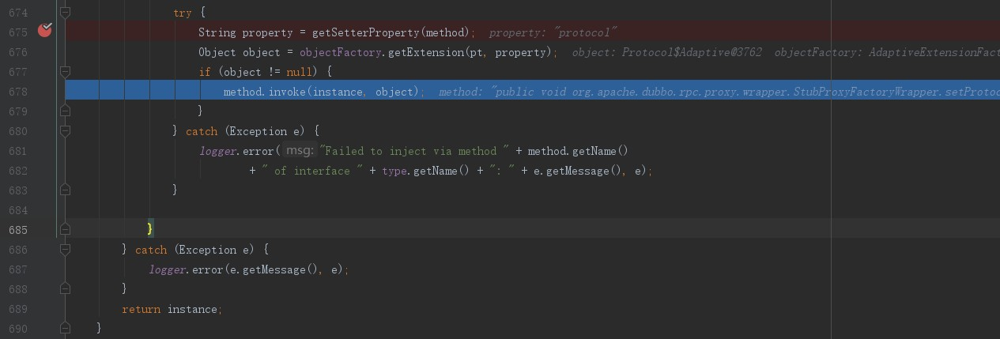 674 try {
675 String property = getSetterProperty(method); property: "protocol"
676 Object object = objectFactory.getExtension(pt, property); object: Protocol$Adaptive@3762 objectFactory: AdaptiveExtensionFact
677 if (object != null) {
678 method.invoke(instance, object); method: "public void org.apache.dubbo.rpc.proxy.wrapper.StubProxyFactoryWrapper.setProtoc
679 }
680 } catch (Exception e) {
681 logger.error( msg: "Failed to inject via method " + method.getName()
682 + " of interface " + type.getName() + ": " + e.getMessage(), e);
683 }
684
685 }
686 } catch (Exception e) {
687 logger.error(e.getMessage(), e);
688 }
689 return instance;
690 }